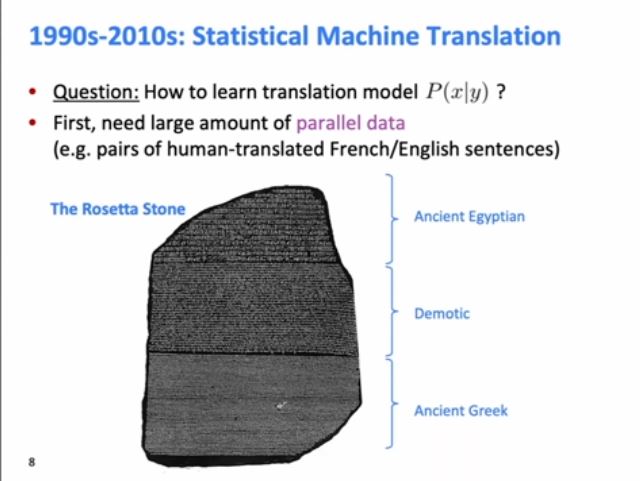 1990s-2010s: Statistical Machine Translation
• Question: How to learn translation model P(x|y) ?
• First, need large amount of parallel data
(e.g. pairs of human-translated French/English sentences)
The Rosetta Stone
Ancient Egyptian
Demotic
Ancient Greek
8